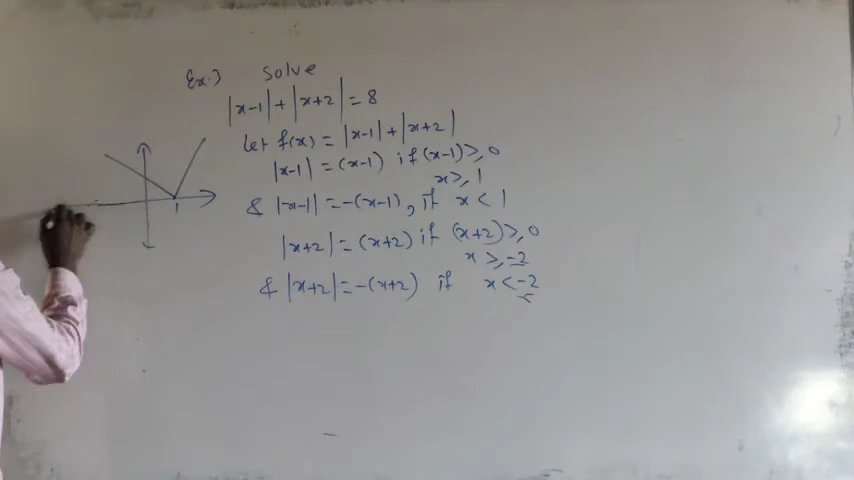 Ex.3 Solve
|x-1| + |x+2| = 8
Let f(x) = |x-1| + |x+2|
|x-1| = (x-1) if (x-1) ≥ 0
x ≥ 1
& |x-1| = -(x-1), if x < 1
|x+2| = (x+2) if (x+2) ≥ 0
x ≥ -2
& |x+2| = -(x+2) if x < -2
1